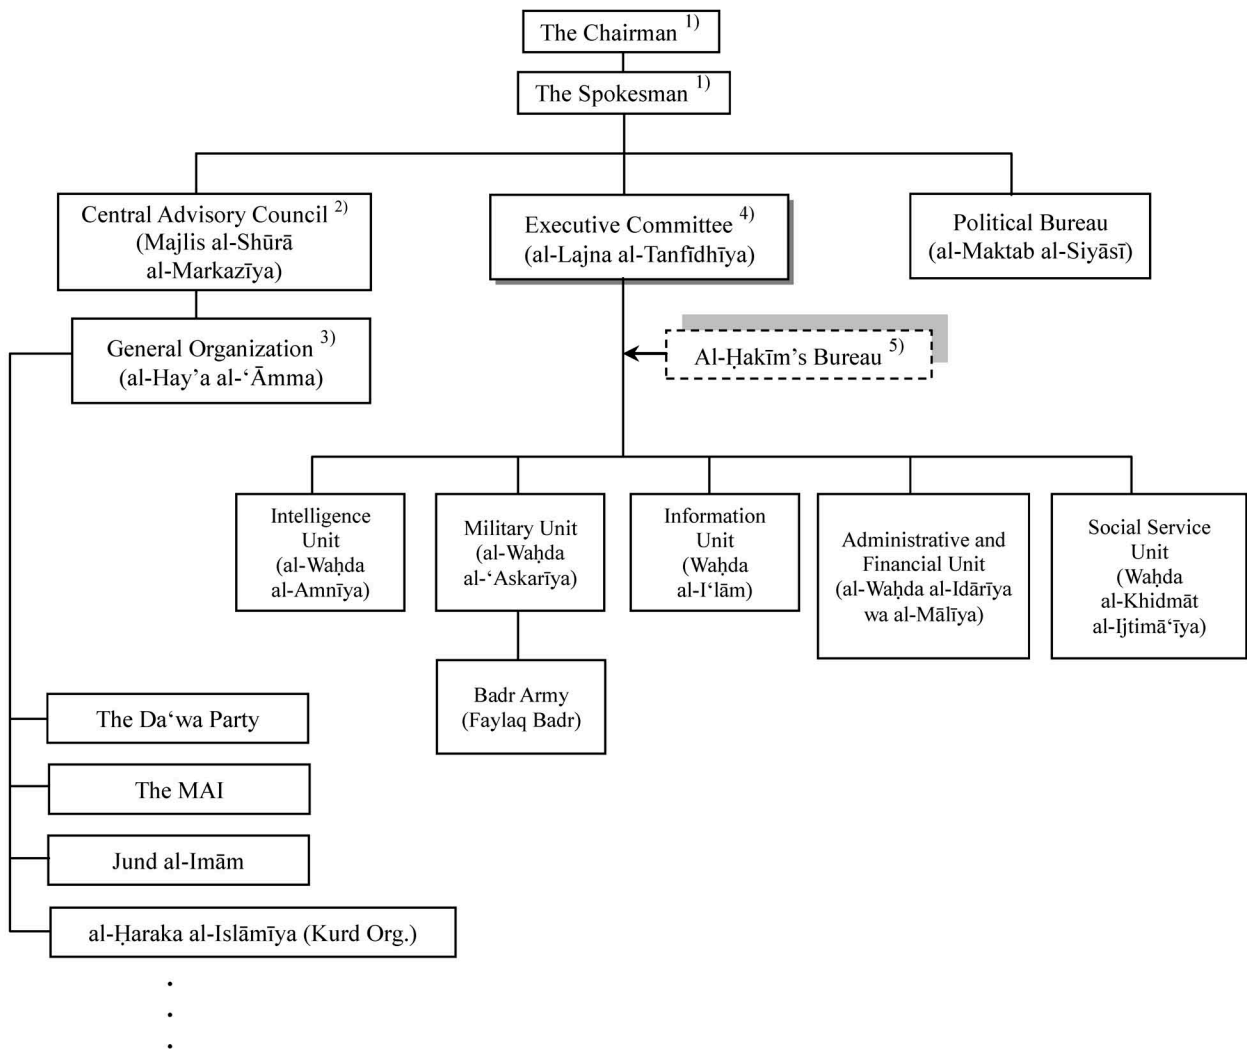 The Chairman 1)
The Spokesman 1)
Central Advisory Council 2)
(Majlis al-Shūrā
al-Markazīya)
Executive Committee 4)
(al-Lajna al-Tanfīdhīya)
Political Bureau
(al-Maktab al-Siyāsī)
General Organization 3)
(al-Hay’a al-‘Āmma)
Al-Ḥakīm’s Bureau 5)
Intelligence
Unit
(al-Waḥda
al-Amnīya)
Military Unit
(al-Waḥda
al-‘Askarīya)
Information
Unit
(Waḥda
al-I‘lām)
Administrative and
Financial Unit
(al-Waḥda al-Idārīya
wa al-Mālīya)
Social Service
Unit
(Waḥda
al-Khidmāt
al-Ijtimā‘īya)
Badr Army
(Faylaq Badr)
The Da‘wa Party
The MAI
Jund al-Imām
al-Ḥaraka al-Islāmīya (Kurd Org.)